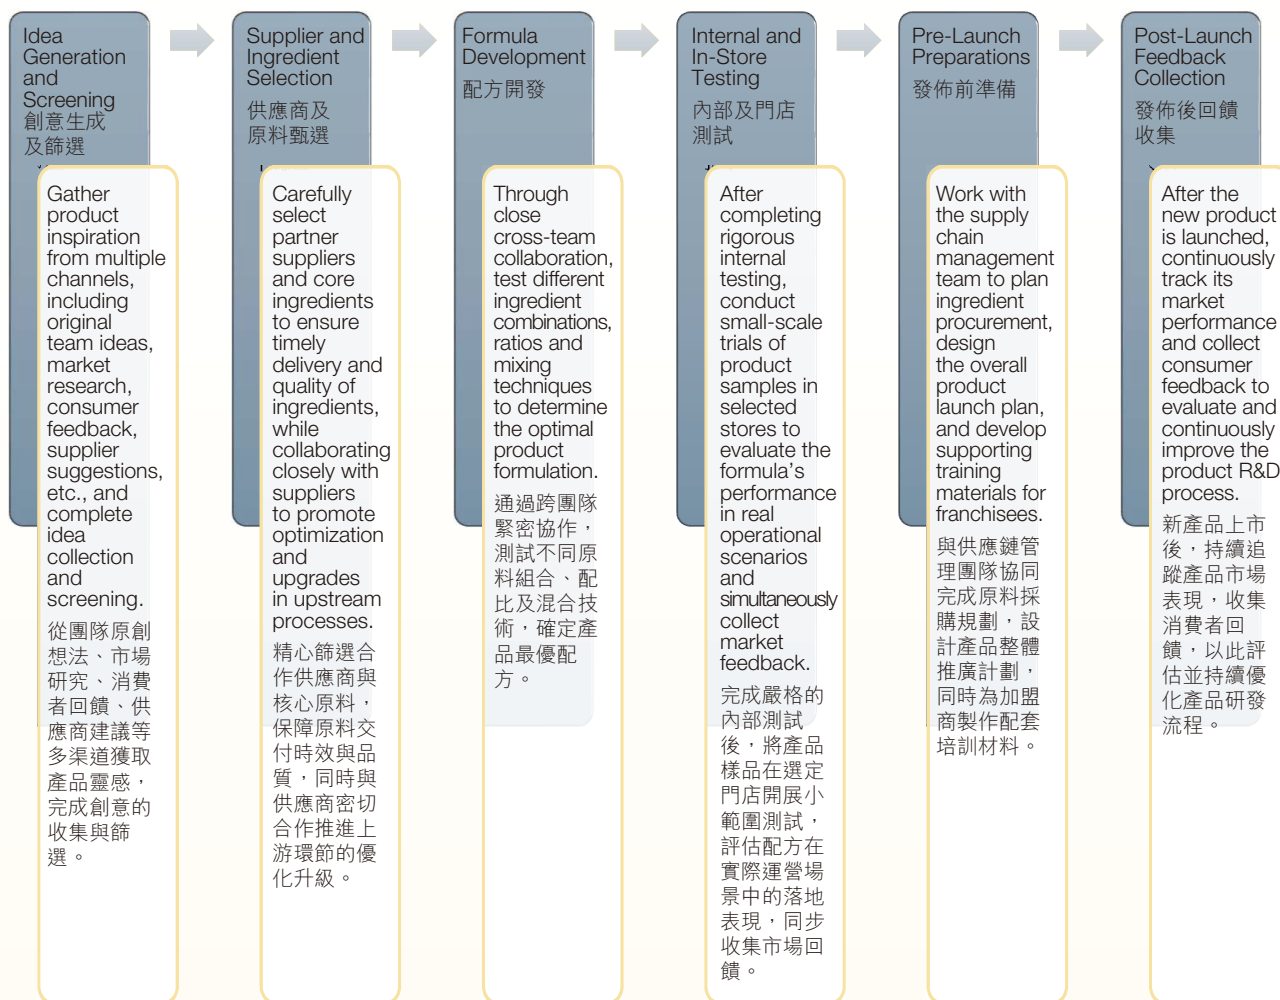 Idea
Generation
and
Screening
創意生成
及篩選
Gather
product
inspiration
from multiple
channels,
including
original
team ideas,
market
research,
consumer
feedback,
supplier
suggestions,
etc., and
complete
idea
collection
and
screening.
從團隊原創
想法、市場
研究、消費
者回饋、供
應商建議等
多渠道獲取
產品靈感，
完成創意的
收集與篩
選。
Supplier and
Ingredient
Selection
供應商及
原料甄選
Carefully
select
partner
suppliers
and core
ingredients
to ensure
timely
delivery and
quality of
ingredients,
while
collaborating
closely with
suppliers
to promote
optimization
and
upgrades
in upstream
processes.
精心篩選合
作供應商與
核心原料，
保障原料交
付時效與品
質，同時與
供應商密切
合作推進上
游環節的優
化升級。
Formula
Development
配方開發
Through
close
cross-team
collaboration,
test different
ingredient
combinations,
ratios and
mixing
techniques
to determine
the optimal
product
formulation.
通過跨團隊
緊密協作，
測試不同原
料組合、配
比及混合技
術，確定產
品最優配
方。
Internal and
In-Store
Testing
內部及門店
測試
After
completing
rigorous
internal
testing,
conduct
small-scale
trials of
product
samples in
selected
stores to
evaluate the
formula’s
performance
in real
operational
scenarios
and
simultaneously
collect
market
feedback.
完成嚴格的
內部測試
後，將產品
樣品在選定
門店開展小
範圍測試，
評估配方在
實際運營場
景中的落地
表現，同步
收集市場回
饋。
Pre-Launch
Preparations
發佈前準備
Work with
the supply
chain
management
team to plan
ingredient
procurement,
design
the overall
product
launch plan,
and develop
supporting
training
materials for
franchisees.
與供應鏈管
理團隊協同
完成原料採
購規劃，設
計產品整體
推廣計劃，
同時為加盟
商製作配套
培訓材料。
Post-Launch
Feedback
Collection
發佈後回饋
收集
After the
new product
is launched,
continuously
track its
market
performance
and collect
consumer
feedback to
evaluate and
continuously
improve the
product R&D
process.
新產品上市
後，持續追
蹤產品市場
表現，收集
消費者回
饋，以此評
估並持續優
化產品研發
流程。